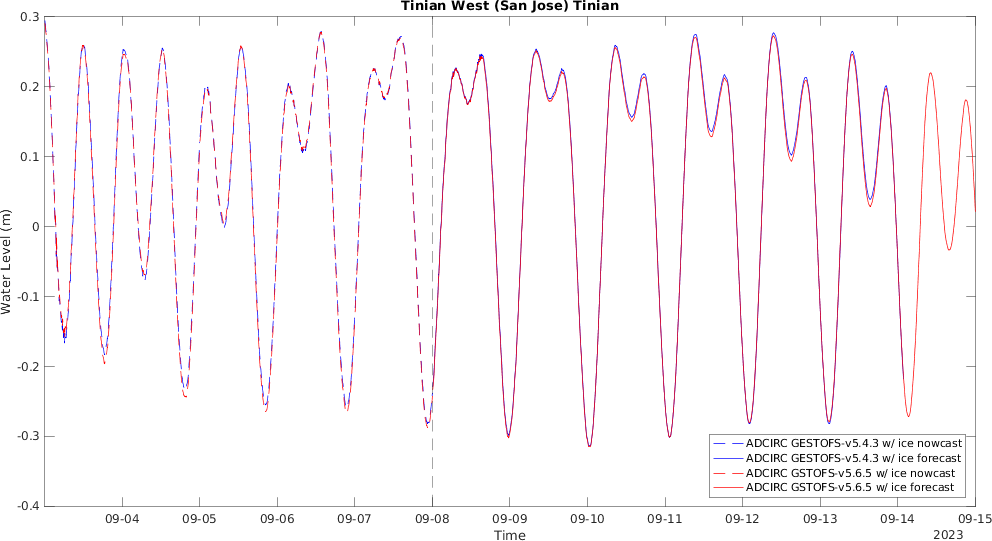 Tinian West (San Jose) Tinian
0.3
0.2
0.1
0
-0.1
-0.2
-0.3
-0.4
Water Level (m)
ADCIRC GESTOFS-v5.4.3 w/ ice nowcast
ADCIRC GESTOFS-v5.4.3 w/ ice forecast
ADCIRC GSTOFS-v5.6.5 w/ ice nowcast
ADCIRC GSTOFS-v5.6.5 w/ ice forecast
09-04 09-05 09-06 09-07 09-08 09-09 09-10 09-11 09-12 09-13 09-14 09-15
Time
2023